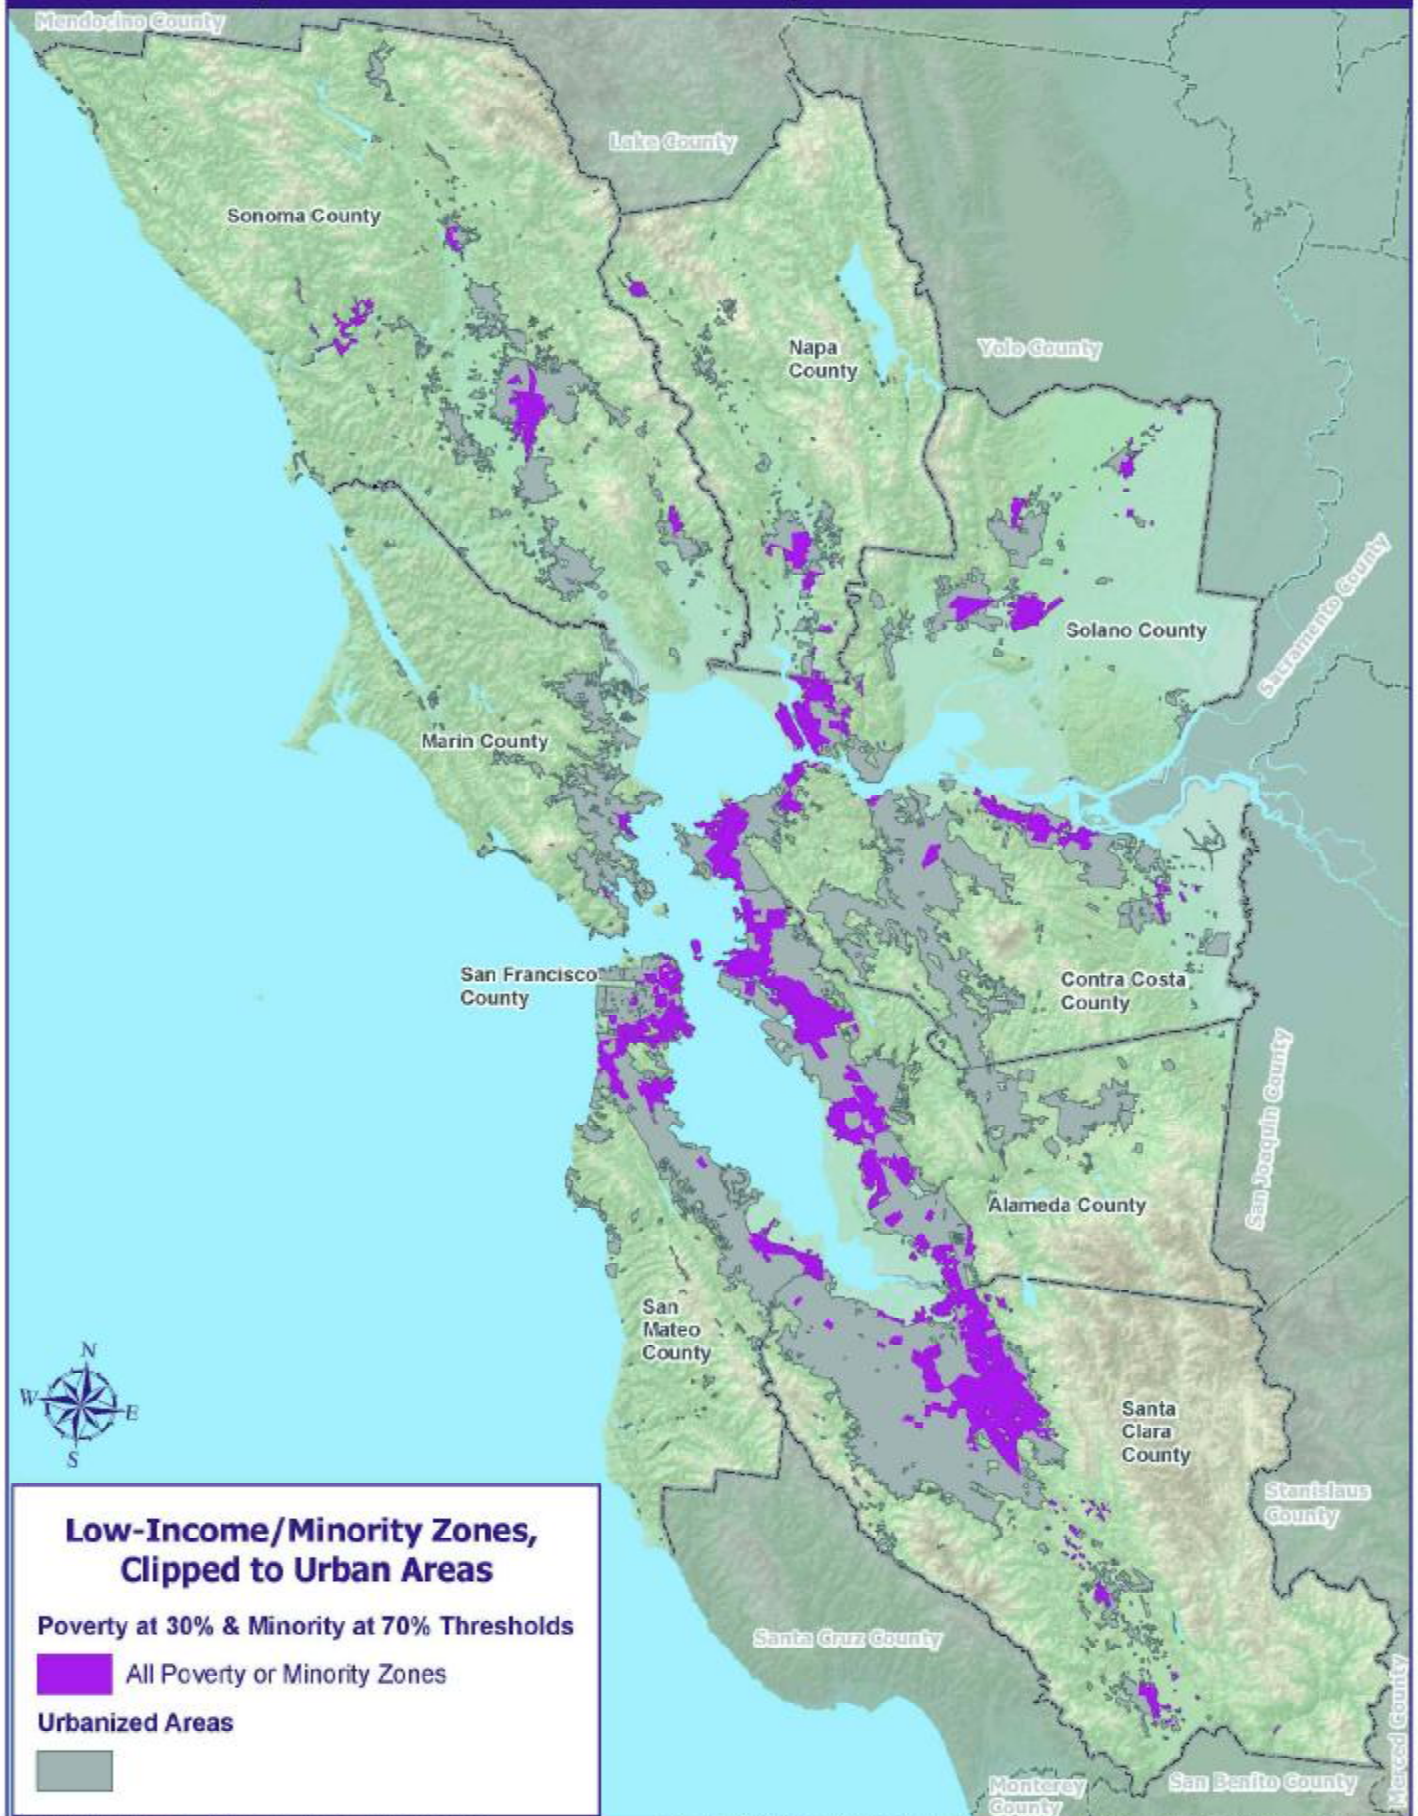 Mendocino County
Lake County
Sonoma County
Napa
County
Yolo County
Solano County
Sacramento County
Marin County
San Francisco
County
Contra Costa
County
San Joaquin County
Alameda County
San
Mateo
County
N
W
E
S
Santa
Clara
County
Stanislaus
County
Low-Income/Minority Zones,
Clipped to Urban Areas
Poverty at 30% & Minority at 70% Thresholds
All Poverty or Minority Zones
Urbanized Areas
Santa Cruz County
Merced County
Monterey
County
San Benito County